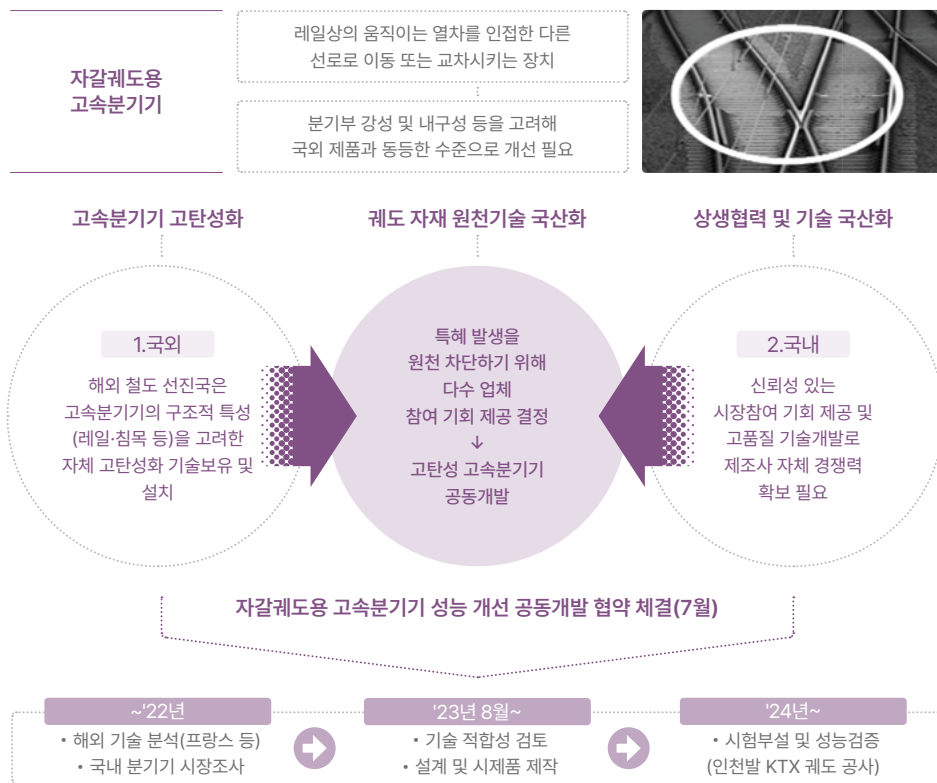 자갈궤도용
고속분기기
레일상의 움직이는 열차를 인접한 다른
선로로 이동 또는 교차시키는 장치
분기부 강성 및 내구성 등을 고려해
국외 제품과 동등한 수준으로 개선 필요
고속분기기 고탄성화
궤도 자재 원천기술 국산화
상생협력 및 기술 국산화
1.국외
해외 철도 선진국은
고속분기기의 구조적 특성
(레일·침목 등)을 고려한
자체 고탄성화 기술보유 및
설치
특혜 발생을
원천 차단하기 위해
다수 업체
참여 기회 제공 결정
↓
고탄성 고속분기기
공동개발
2.국내
신뢰성 있는
시장참여 기회 제공 및
고품질 기술개발로
제조사 자체 경쟁력
확보 필요
자갈궤도용 고속분기기 성능 개선 공동개발 협약 체결(7월)
~'22년
• 해외 기술 분석(프랑스 등)
• 국내 분기기 시장조사
'23년 8월~
• 기술 적합성 검토
• 설계 및 시제품 제작
'24년~
• 시험부설 및 성능검증
(인천발 KTX 궤도 공사)